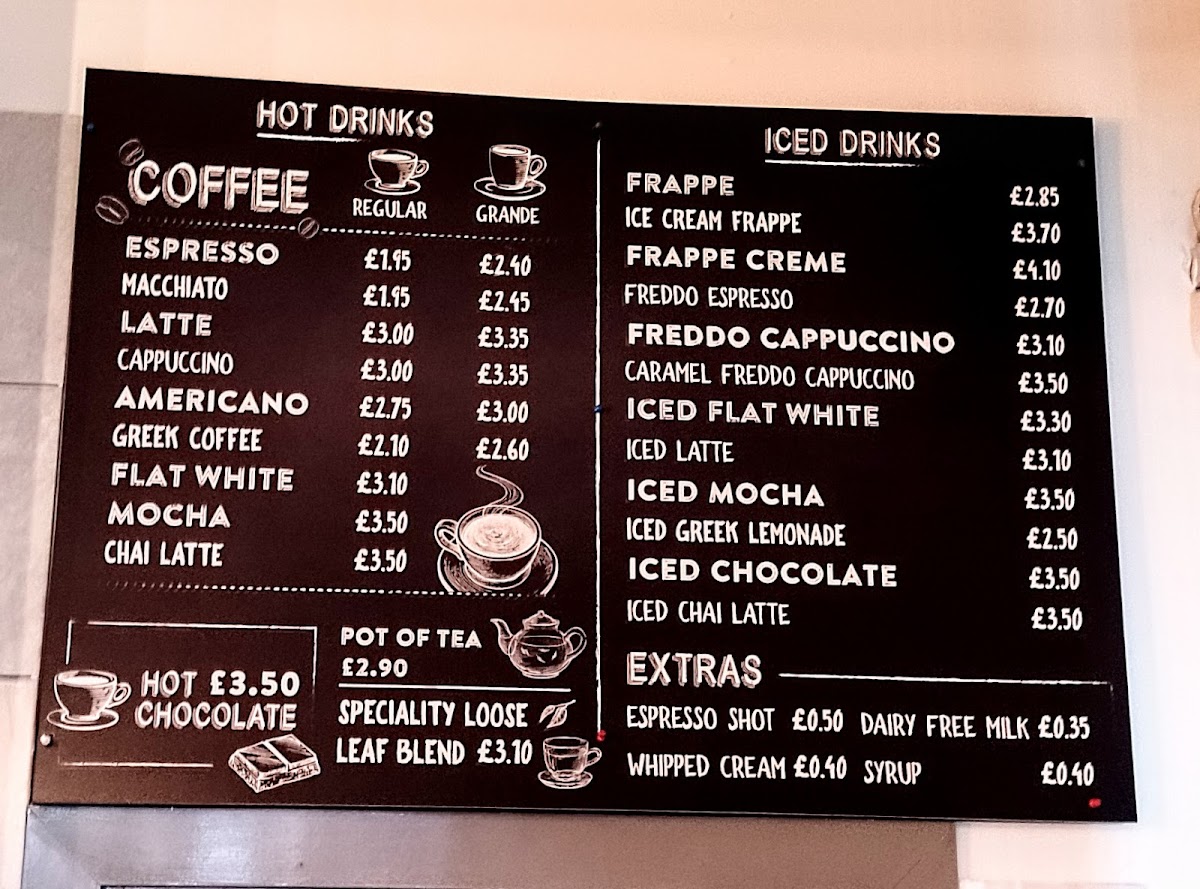 HOT DRINKS
COFFEE REGULAR GRANDE
ESPRESSO £1.95 £2.40
MACCHIATO £1.95 £2.45
LATTE £3.00 £3.35
CAPPUCCINO £3.00 £3.35
AMERICANO £2.75 £3.00
GREEK COFFEE £2.10 £2.60
FLAT WHITE £3.10
MOCHA £3.50
CHAI LATTE £3.50
HOT £3.50
CHOCOLATE
POT OF TEA
£2.90
SPECIALITY LOOSE
LEAF BLEND £3.10
ICED DRINKS
FRAPPE £2.85
ICE CREAM FRAPPE £3.70
FRAPPE CREME £4.10
FREDDO ESPRESSO £2.70
FREDDO CAPPUCCINO £3.10
CARAMEL FREDDO CAPPUCCINO £3.50
ICED FLAT WHITE £3.30
ICED LATTE £3.10
ICED MOCHA £3.50
ICED GREEK LEMONADE £2.50
ICED CHOCOLATE £3.50
ICED CHAI LATTE £3.50
EXTRAS
ESPRESSO SHOT £0.50 DAIRY FREE MILK £0.35
WHIPPED CREAM £0.40 SYRUP £0.40